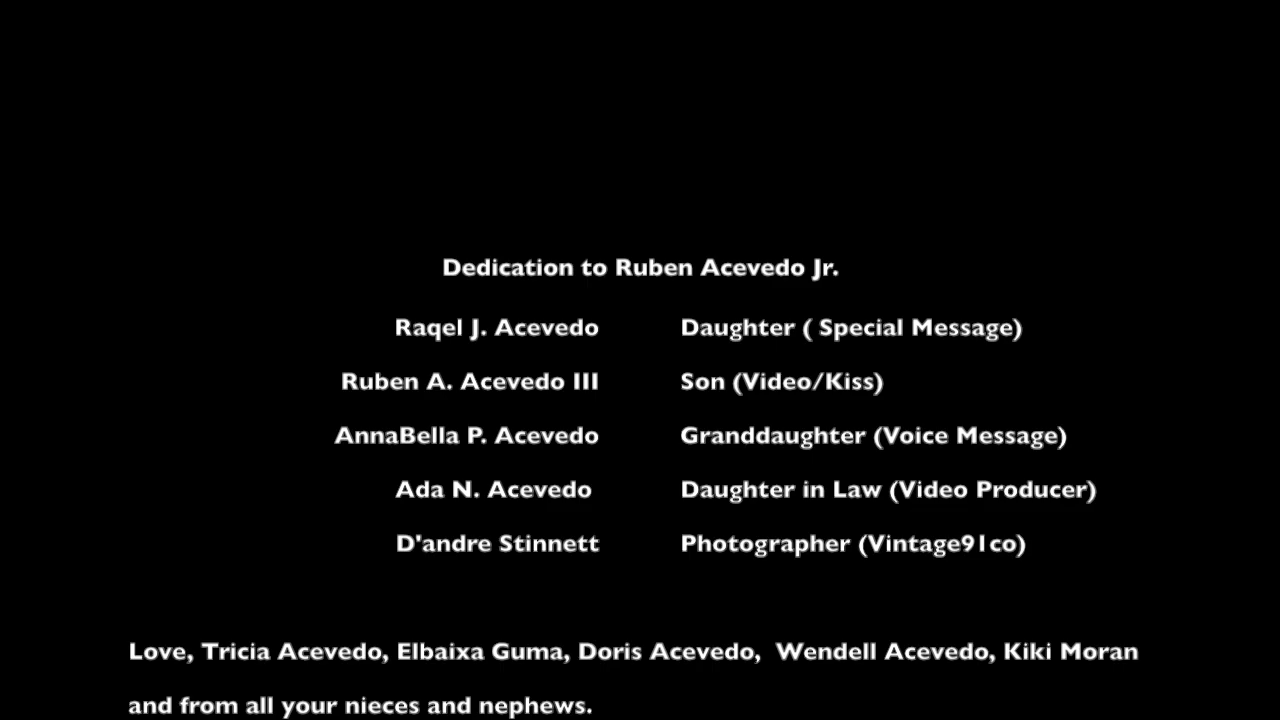 Dedication to Ruben Acevedo Jr.
Raqel J. Acevedo Daughter ( Special Message)
Ruben A. Acevedo III Son (Video/Kiss)
AnnaBella P. Acevedo Granddaughter (Voice Message)
Ada N. Acevedo Daughter in Law (Video Producer)
D'andre Stinnett Photographer (Vintage91co)
Love, Tricia Acevedo, Elbaixa Guma, Doris Acevedo,  Wendell Acevedo, Kiki Moran
and from all your nieces and nephews.